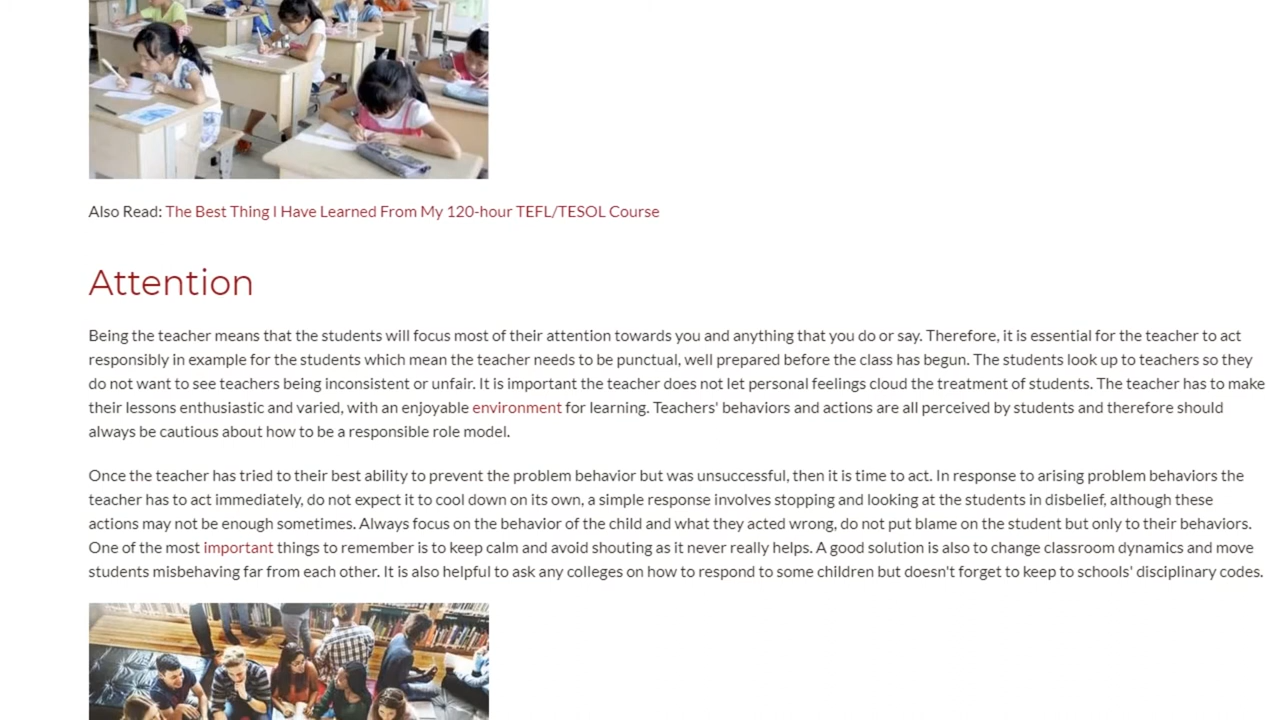 Also Read: The Best Thing I Have Learned From My 120-hour TEFL/TESOL Course
Attention
Being the teacher means that the students will focus most of their attention towards you and anything that you do or say. Therefore, it is essential for the teacher to act
responsibly in example for the students which mean the teacher needs to be punctual, well prepared before the class has begun. The students look up to teachers so they
do not want to see teachers being inconsistent or unfair. It is important the teacher does not let personal feelings cloud the treatment of students. The teacher has to make
their lessons enthusiastic and varied, with an enjoyable environment for learning. Teachers' behaviors and actions are all perceived by students and therefore should
always be cautious about how to be a responsible role model.
Once the teacher has tried to their best ability to prevent the problem behavior but was unsuccessful, then it is time to act. In response to arising problem behaviors the
teacher has to act immediately, do not expect it to cool down on its own, a simple response involves stopping and looking at the students in disbelief, although these
actions may not be enough sometimes. Always focus on the behavior of the child and what they acted wrong, do not put blame on the student but only to their behaviors.
One of the most important things to remember is to keep calm and avoid shouting as it never really helps. A good solution is also to change classroom dynamics and move
students misbehaving far from each other. It is also helpful to ask any colleges on how to respond to some children but doesn't forget to keep to schools' disciplinary codes.